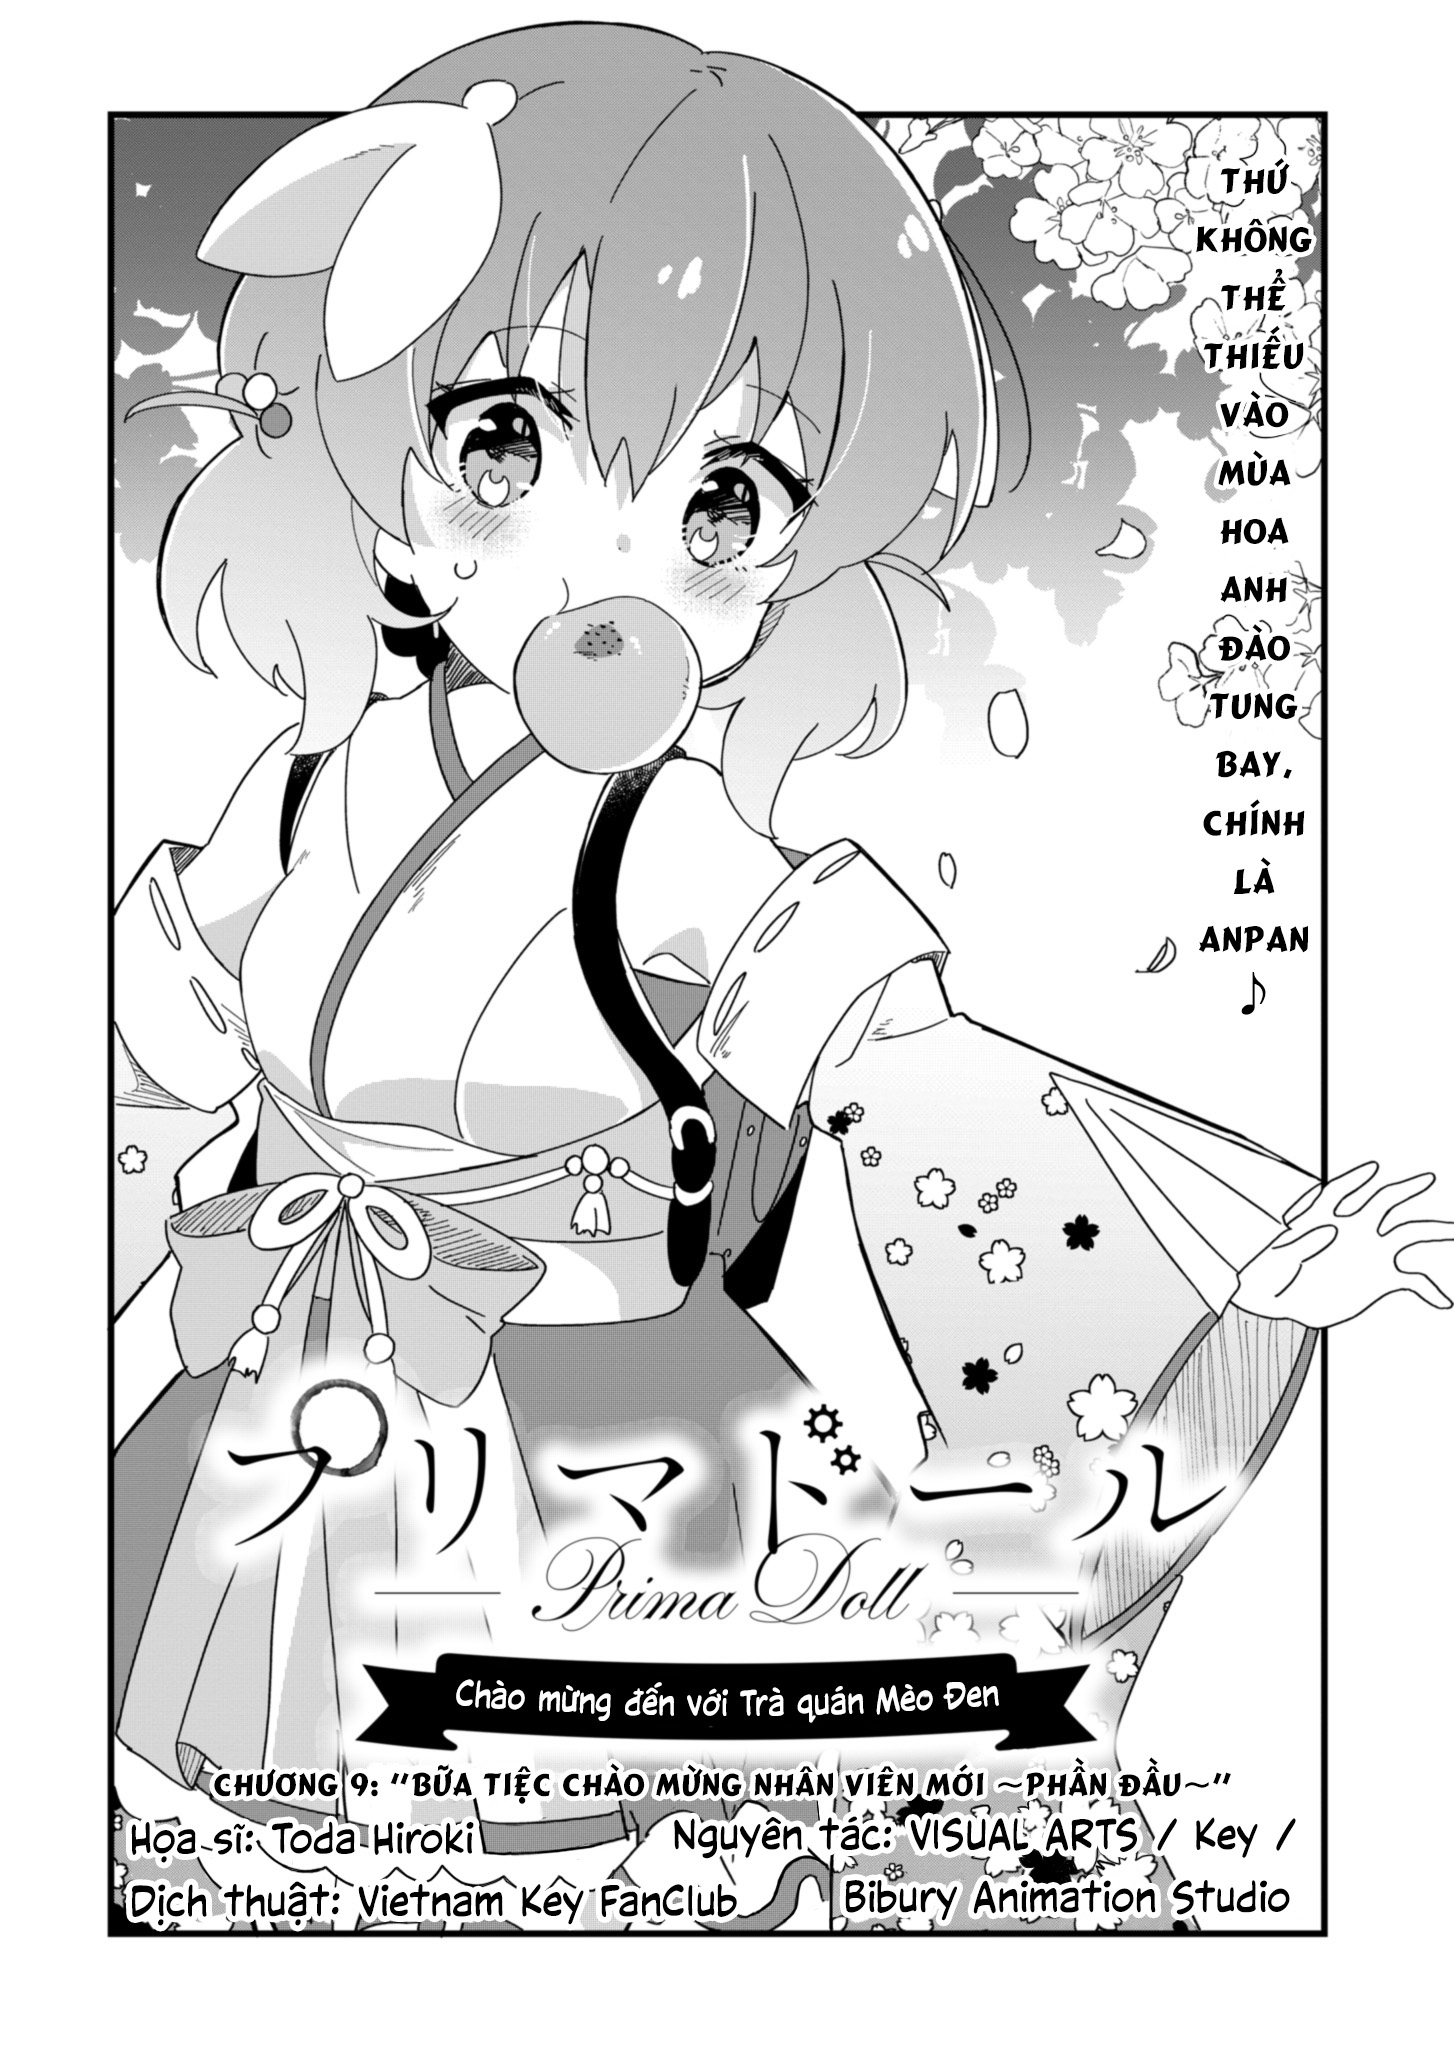 THỨ
KHÔNG
THỂ
THIẾU
VÀO
MÙA
HOA
ANH
ĐÀO
TUNG
BAY,
CHÍNH
LÀ
ANPAN
♪
プリマドール
Prima Doll
Chào mừng đến với Trà quán Mèo Đen
CHƯƠNG 9: "BỮA TIỆC CHÀO MỪNG NHÂN VIÊN MỚI ~PHẦN ĐẦU~"
Họa sĩ: Toda Hiroki
Dịch thuật: Vietnam Key FanClub
Nguyên tác: VISUAL ARTS / Key /
Bibury Animation Studio